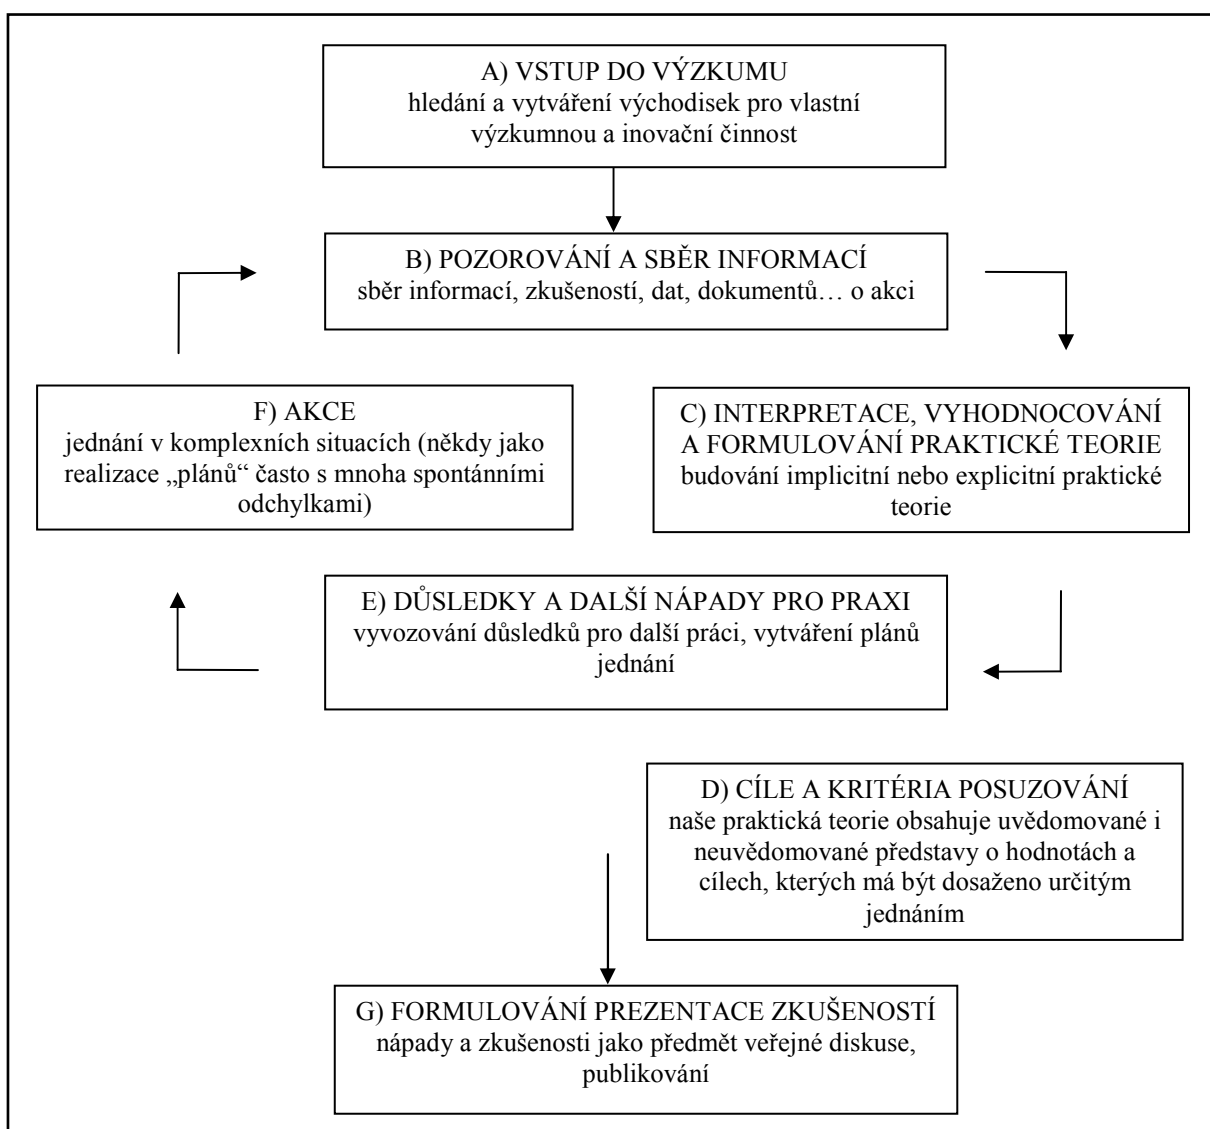 A) VSTUP DO VÝZKUMU
hledání a vytváření východisek pro vlastní
výzkumnou a inovační činnost
B) POZOROVÁNÍ A SBĚR INFORMACÍ
sběr informací, zkušeností, dat, dokumentů… o akci
F) AKCE
jednání v komplexních situacích (někdy jako
realizace „plánů“ často s mnoha spontánními
odchylkami)
C) INTERPRETACE, VYHODNOCOVÁNÍ
A FORMULOVÁNÍ PRAKTICKÉ TEORIE
budování implicitní nebo explicitní praktické
teorie
E) DŮSLEDKY A DALŠÍ NÁPADY PRO PRAXI
vyvozování důsledků pro další práci, vytváření plánů
jednání
D) CÍLE A KRITÉRIA POSUZOVÁNÍ
naše praktická teorie obsahuje uvědomované i
neuvědomované představy o hodnotách a
cílech, kterých má být dosaženo určitým
jednáním
G) FORMULOVÁNÍ PREZENTACE ZKUŠENOSTÍ
nápady a zkušenosti jako předmět veřejné diskuse,
publikování